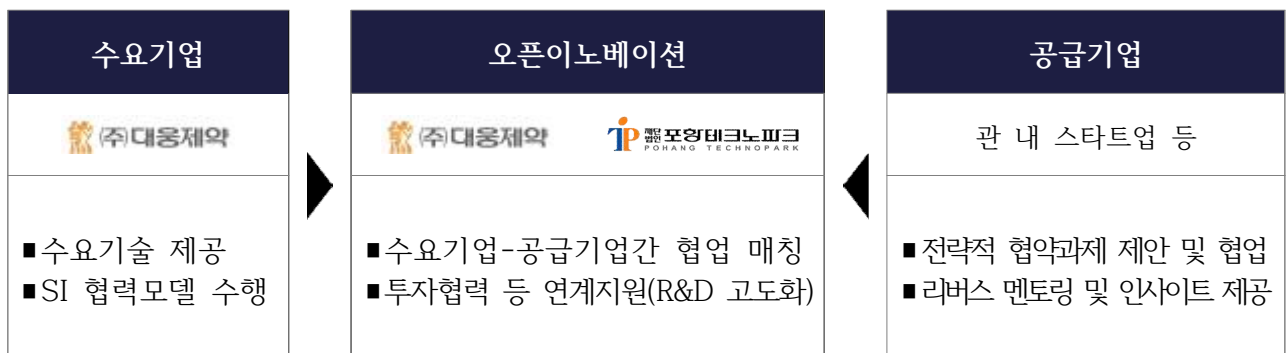 수요기업
㈜대웅제약
■수요기술 제공
■SI 협력모델 수행
오픈이노베이션
㈜대웅제약
TP 재단법인 포항테크노파크
POHANG TECHNOPARK
■수요기업-공급기업간 협업 매칭
■투자협력 등 연계지원(R&D 고도화)
공급기업
관 내 스타트업 등
■전략적 협약과제 제안 및 협업
■리버스 멘토링 및 인사이트 제공